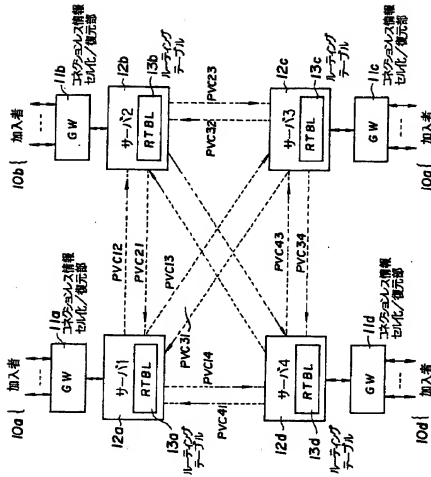 10b
加入者
11b
コネクションレス情報
セル化/復元部
GW
12b
サーバ2
13b
ルーティング
テーブル
RTBL
PVC23
PVC32
12c
サーバ3
13c
ルーティング
テーブル
RTBL
11c
コネクションレス情報
セル化/復元部
GW
加入者
10a
PVC12
PVC21
PVC13
PVC31
PVC43
PVC34
10a
加入者
11a
コネクションレス情報
セル化/復元部
GW
サーバ1
RTBL
12a
13a
ルーティング
テーブル
PVC14
PVC41
サーバ4
RTBL
12d
13d
ルーティング
テーブル
11d
コネクションレス情報
セル化/復元部
GW
加入者
10d